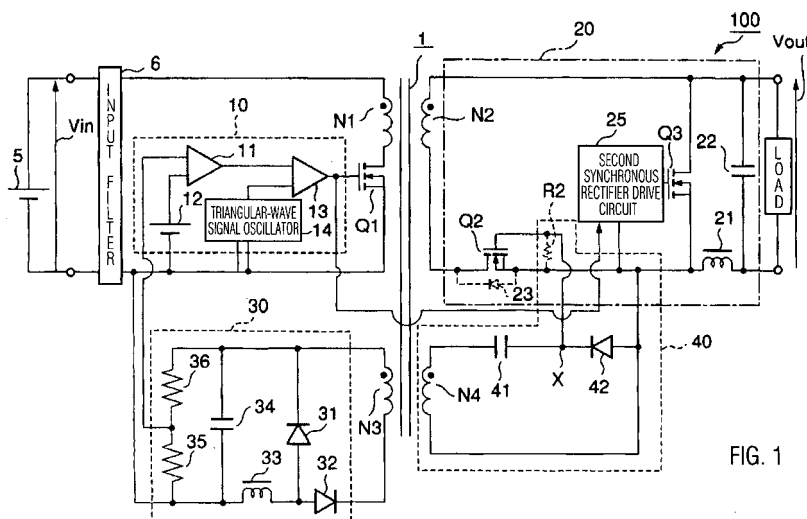 1
20
100
Vout
6
INPUT FILTER
Vin
5
N1
N2
10
11
12
13
TRIANGULAR-WAVE
SIGNAL OSCILLATOR
14
Q1
25
SECOND
SYNCHRONOUS
RECTIFIER DRIVE
CIRCUIT
Q3
22
LOAD
R2
Q2
21
23
30
36
35
34
31
33
32
N3
N4
41
X
42
40
FIG. 1